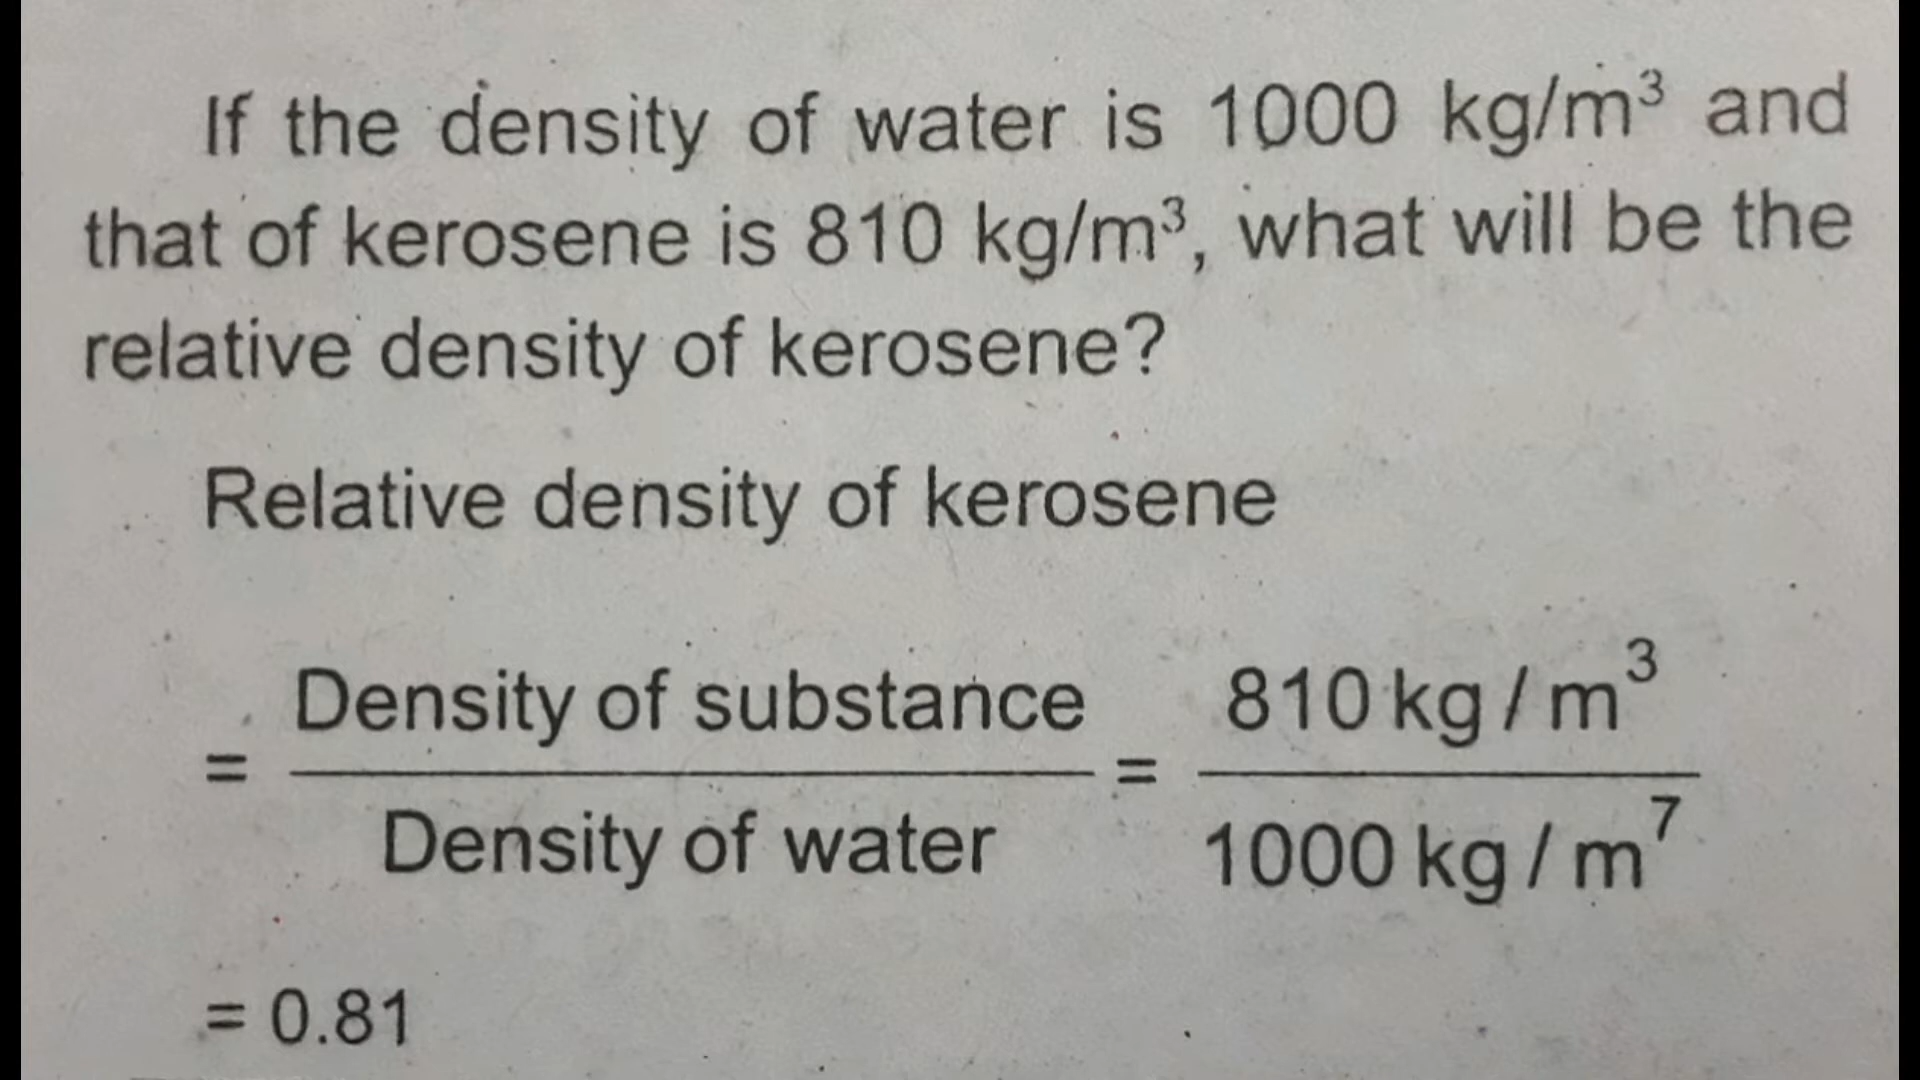 If the density of water is 1000 kg/m³ and
that of kerosene is 810 kg/m³, what will be the
relative density of kerosene?
Relative density of kerosene
= Density of substance / Density of water = 810 kg / m³ / 1000 kg / m⁷
= 0.81